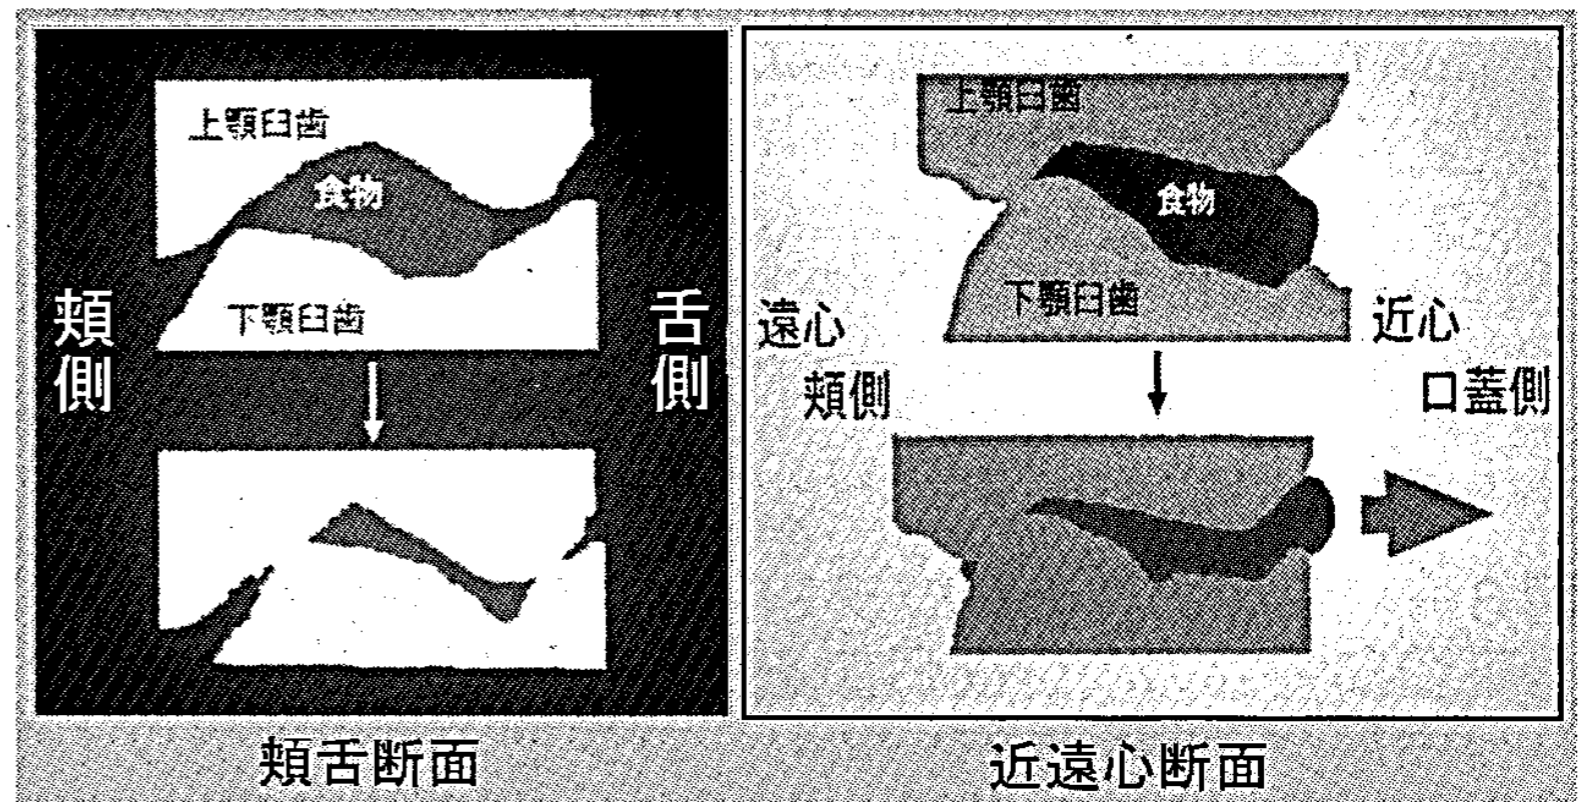 上顎臼歯
食物
下顎臼歯
頬側
舌側
頬舌断面
上顎臼歯
食物
下顎臼歯
遠心
頬側
近心
口蓋側
近遠心断面